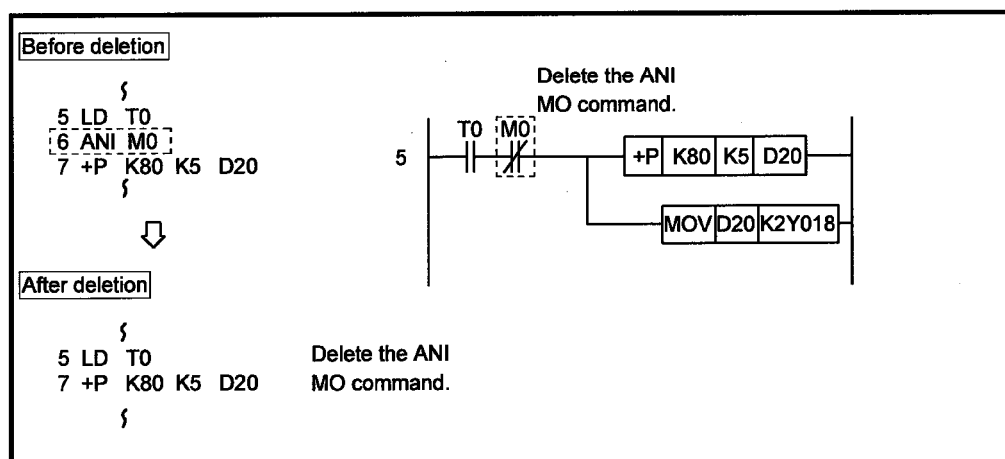 Before deletion
5 LD T0
6 ANI M0
7 +P K80 K5 D20
Delete the ANI
MO command.
T0 M0
5 +P K80 K5 D20
MOV D20 K2Y018
After deletion
5 LD T0
7 +P K80 K5 D20
Delete the ANI
MO command.